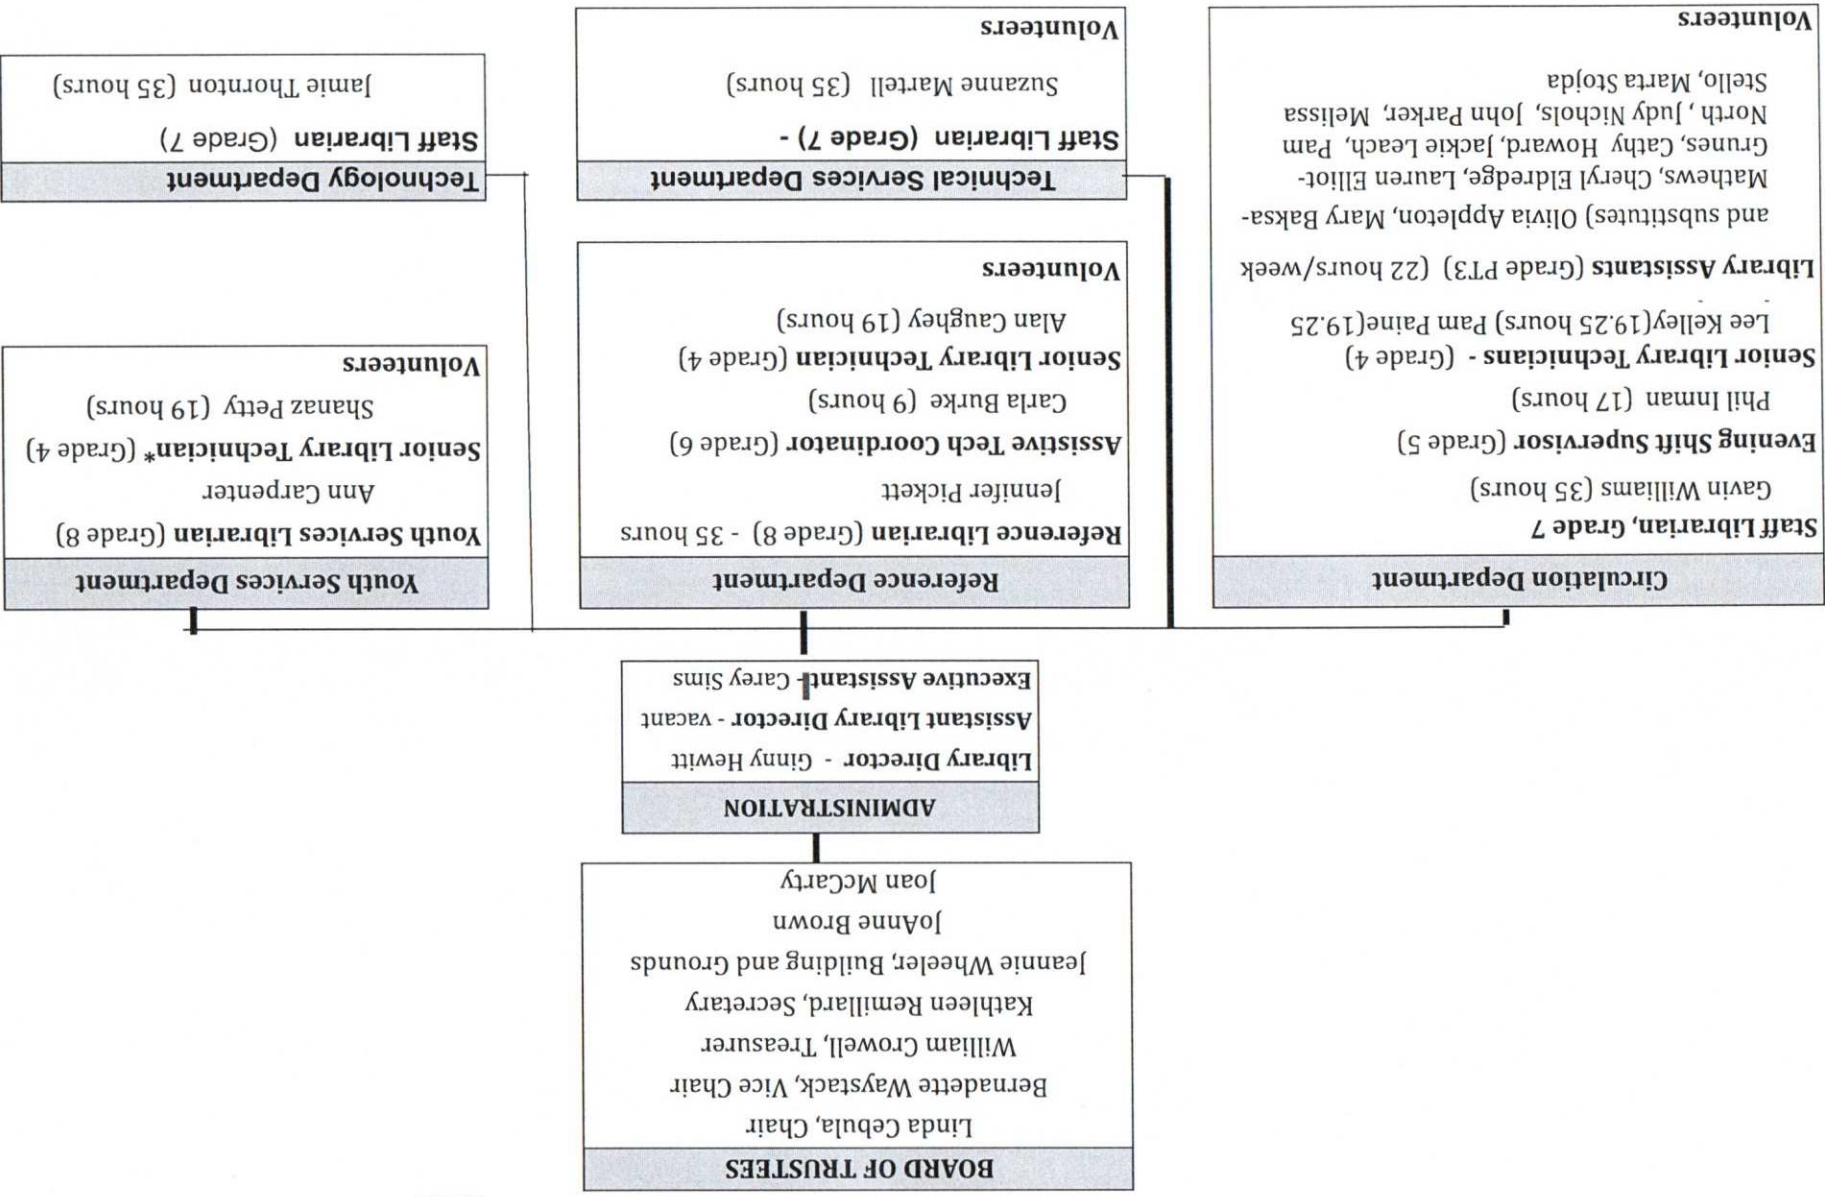 BOARD OF TRUSTEES
Linda Cebula, Chair
Bernadette Waystack, Vice Chair
William Crowell, Treasurer
Kathleen Remillard, Secretary
Jeannie Wheeler, Building and Grounds
JoAnne Brown
Joan McCarty
ADMINISTRATION
Library Director - Ginny Hewitt
Assistant Library Director - vacant
Executive Assistant - Carey Sims
Youth Services Department
Youth Services Librarian (Grade 8)
Ann Carpenter
Senior Library Technician* (Grade 4)
Shanaz Petty (19 hours)
Volunteers
Reference Department
Reference Librarian (Grade 8) - 35 hours
Jennifer Pickett
Assistive Tech Coordinator (Grade 6)
Carla Burke (9 hours)
Senior Library Technician (Grade 4)
Alan Caughey (19 hours)
Volunteers
Circulation Department
Staff Librarian, Grade 7
Gavin Williams (35 hours)
Evening Shift Supervisor (Grade 5)
Phil Inman (17 hours)
Senior Library Technicians - (Grade 4)
Lee Kelley(19.25 hours) Pam Paine(19.25
Library Assistants (Grade PT3) (22 hours/week
and substitutes) Olivia Appleton, Mary Baksa-
Mathews, Cheryl Eldredge, Lauren Elliot-
Grunes, Cathy Howard, Jackie Leach, Pam
North , Judy Nichols, John Parker, Melissa
Stello, Marta Stojda
Volunteers
Technology Department
Staff Librarian (Grade 7)
Jamie Thornton (35 hours)
Technical Services Department
Staff Librarian (Grade 7) -
Suzanne Martell (35 hours)
Volunteers